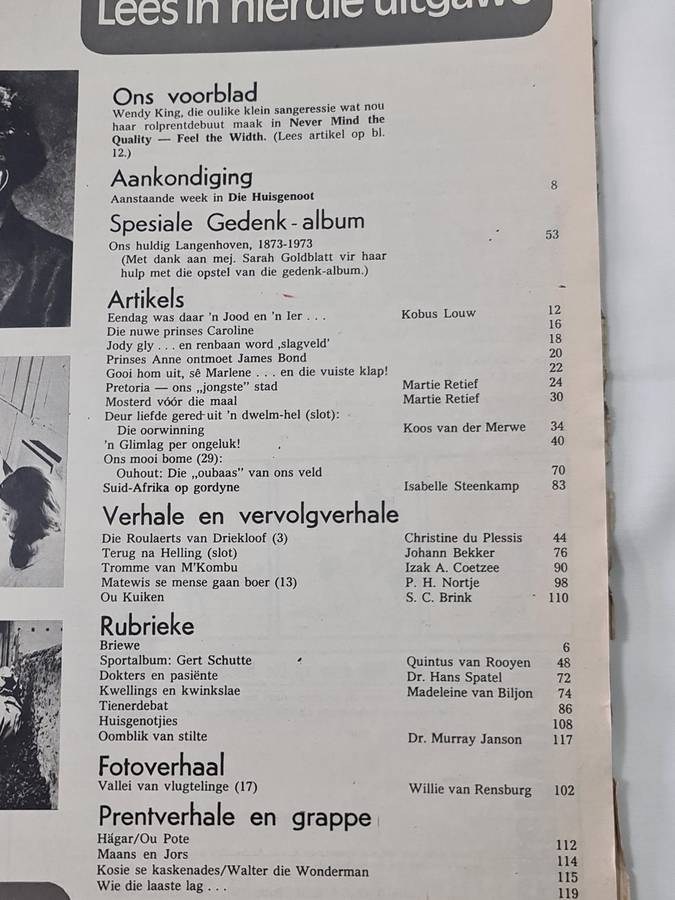 Lees in hierdie uitgawe
Ons voorblad
Wendy King, die oulike klein sangeressie wat nou
haar rolprentdebuut maak in Never Mind the
Quality — Feel the Width. (Lees artikel op bl.
12.)
Aankondiging
Aanstaande week in Die Huisgenoot 8
Spesiale Gedenk-album
Ons huldig Langenhoven, 1873-1973 53
(Met dank aan mej. Sarah Goldblatt vir haar
hulp met die opstel van die gedenk-album.)
Artikels
Eendag was daar 'n Jood en 'n Ier . . . Kobus Louw 12
Die nuwe prinses Caroline 16
Jody gly . . . en renbaan word ‚slagveld’ 18
Prinses Anne ontmoet James Bond 20
Gooi hom uit, sê Marlene . . . en die vuiste klap! 22
Pretoria — ons „jongste” stad Martie Retief 24
Mosterd vóór die maal Martie Retief 30
Deur liefde gered uit 'n dwelm-hel (slot):
Die oorwinning Koos van der Merwe 34
'n Glimlag per ongeluk! 40
Ons mooi bome (29):
Ouhout: Die „oubaas” van ons veld 70
Suid-Afrika op gordyne Isabelle Steenkamp 83
Verhale en vervolgverhale
Die Roulaerts van Driekloof (3) Christine du Plessis 44
Terug na Helling (slot) Johann Bekker 76
Tromme van M'Kombu Izak A. Coetzee 90
Matewis se mense gaan boer (13) P. H. Nortje 98
Ou Kuiken S. C. Brink 110
Rubrieke
Briewe 6
Sportalbum: Gert Schutte Quintus van Rooyen 48
Dokters en pasiënte Dr. Hans Spatel 72
Kwellings en kwinkslae Madeleine van Biljon 74
Tienerdebat 86
Huisgenotjies 108
Oomblik van stilte Dr. Murray Janson 117
Fotoverhaal
Vallei van vlugtelinge (17) Willie van Rensburg 102
Prentverhale en grappe
Hägar/Ou Pote 112
Maans en Jors 114
Kosie se kaskenades/Walter die Wonderman 115
Wie die laaste lag . . . 119